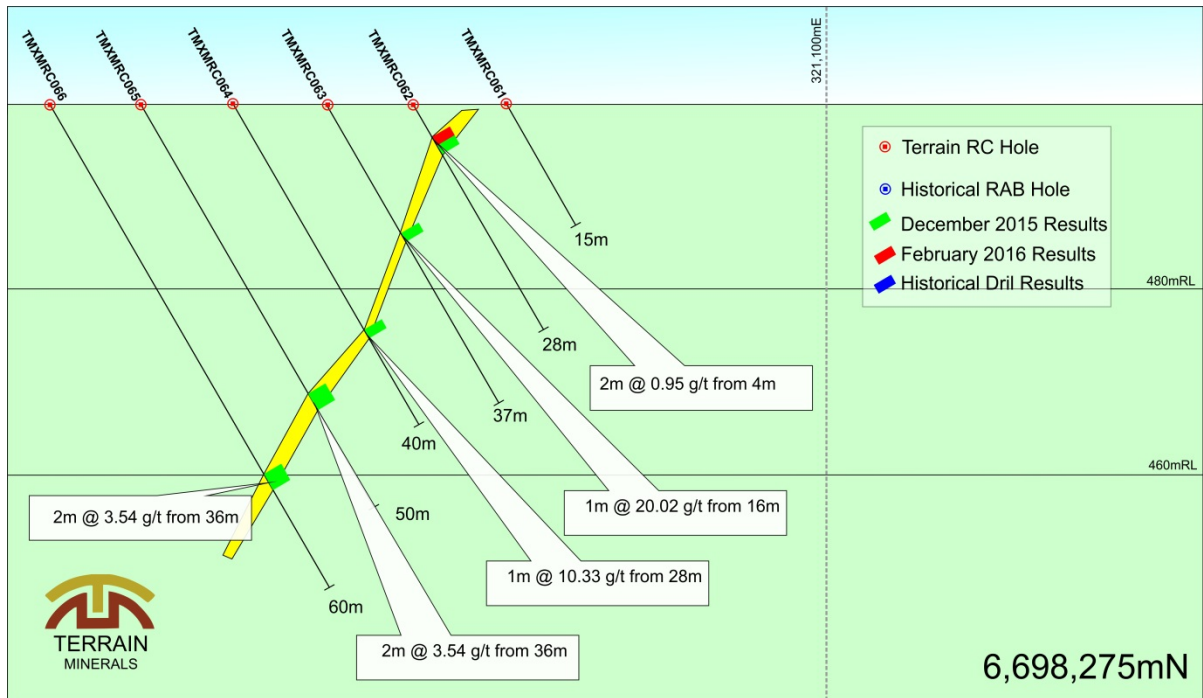 TMXMRC066
TMXMRC065
TMXMRC064
TMXMRC063
TMXMRC062
TMXMRC061
321,100mE
Terrain RC Hole
Historical RAB Hole
December 2015 Results
February 2016 Results
Historical Dril Results
15m
480mRL
28m
2m @ 0.95 g/t from 4m
37m
40m
460mRL
1m @ 20.02 g/t from 16m
50m
2m @ 3.54 g/t from 36m
1m @ 10.33 g/t from 28m
60m
2m @ 3.54 g/t from 36m
TERRAIN
MINERALS
6,698,275mN